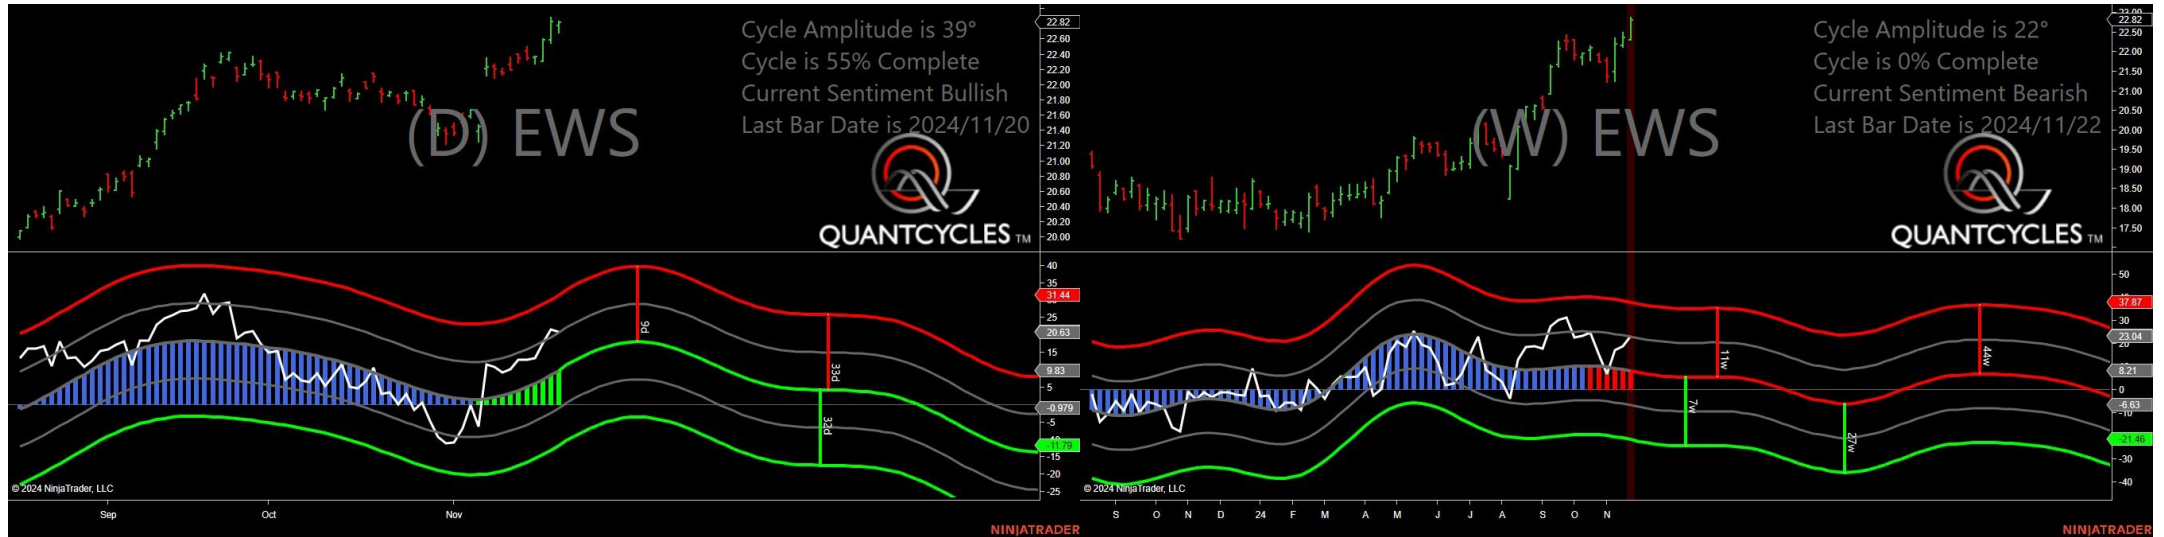 Cycle Amplitude is 39°
Cycle is 55% Complete
Current Sentiment Bullish
Last Bar Date is 2024/11/20
(D) EWS
QUANTCYCLES TM
22.82
22.60
22.40
22.20
22.00
21.80
21.60
21.40
21.20
21.00
20.80
20.60
20.40
20.20
20.00
40
35
31.44
25
20.63
15
9.83
5
-0.979
-5
-11.79
-15
-20
-25
9d
33d
32d
© 2024 NinjaTrader, LLC
Sep
Oct
Nov
NINJATRADER
Cycle Amplitude is 22°
Cycle is 0% Complete
Current Sentiment Bearish
Last Bar Date is 2024/11/22
(W) EWS
QUANTCYCLES TM
23.00
22.82
22.50
22.00
21.50
21.00
20.50
20.00
19.50
19.00
18.50
18.00
17.50
50
37.87
30
23.04
20
8.21
0
-6.63
-10
-21.46
-30
-40
11w
7w
27w
44w
© 2024 NinjaTrader, LLC
S O N D 24 F M A M J J A S O N
NINJATRADER